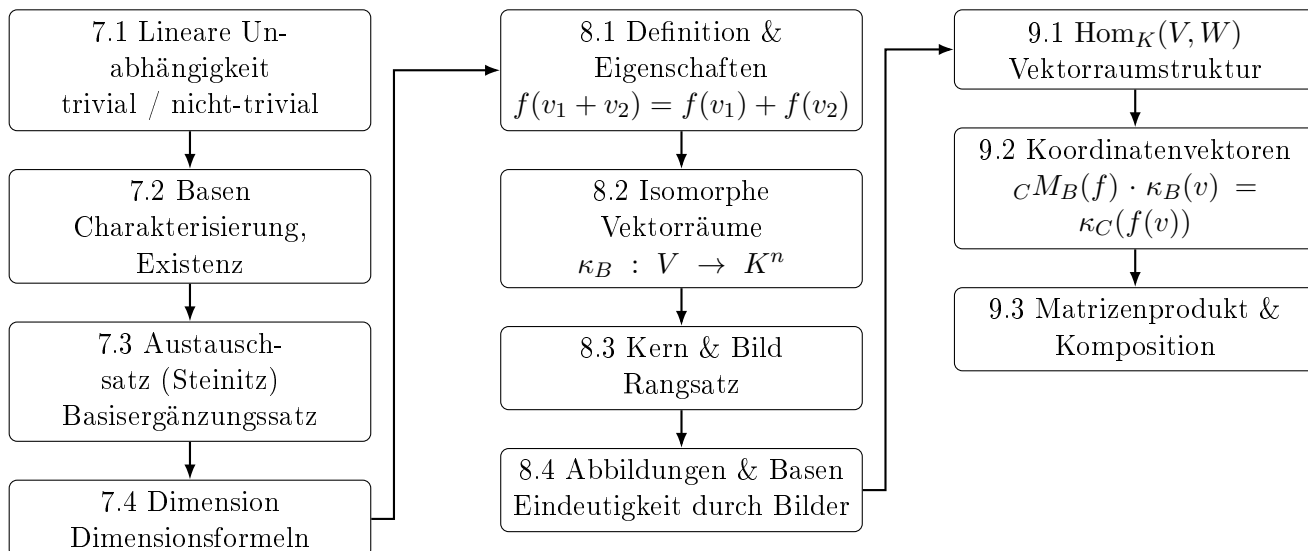 7.1 Lineare Un-
abhängigkeit
trivial / nicht-trivial
7.2 Basen
Charakterisierung,
Existenz
7.3 Austausch-
satz (Steinitz)
Basisergänzungssatz
7.4 Dimension
Dimensionsformeln
8.1 Definition &
Eigenschaften
f(v₁ + v₂) = f(v₁) + f(v₂)
8.2 Isomorphe
Vektorräume
κ_B : V → Kⁿ
8.3 Kern & Bild
Rangsatz
8.4 Abbildungen & Basen
Eindeutigkeit durch Bilder
9.1 Hom_K(V, W)
Vektorraumstruktur
9.2 Koordinatenvektoren
_C M_B(f) · κ_B(v) =
κ_C(f(v))
9.3 Matrizenprodukt &
Komposition